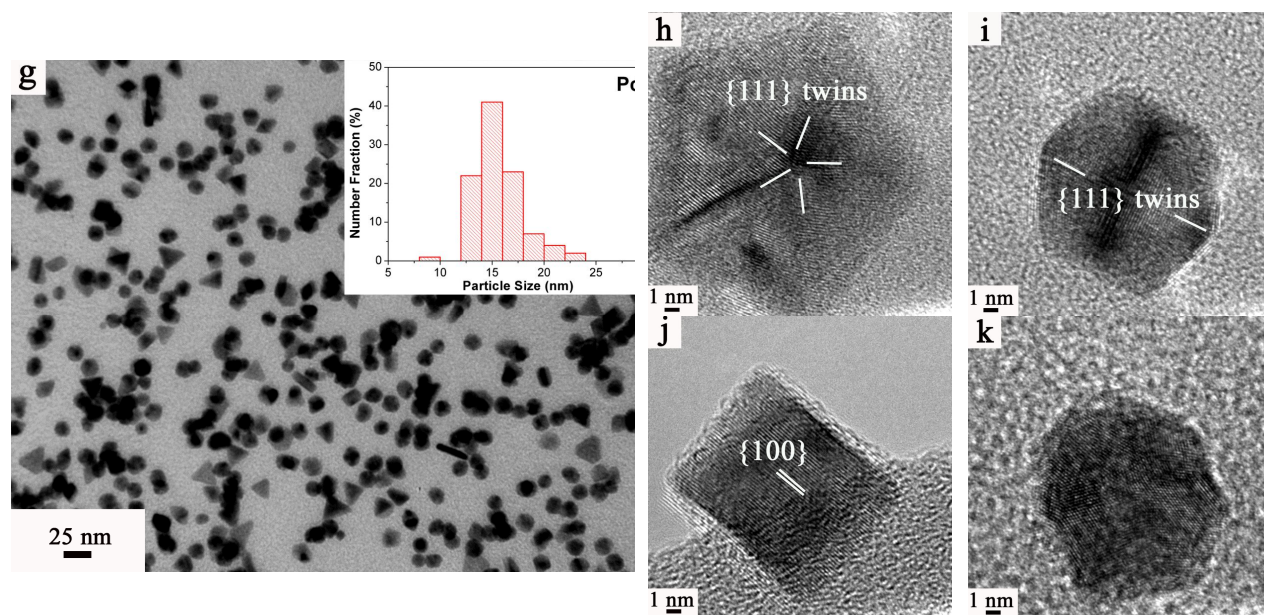 g
50
40
30
20
10
0
5
10
15
20
25
Number Fraction (%)
Particle Size (nm)
25 nm
h
{111} twins
1 nm
i
{111} twins
1 nm
j
{100}
1 nm
k
1 nm